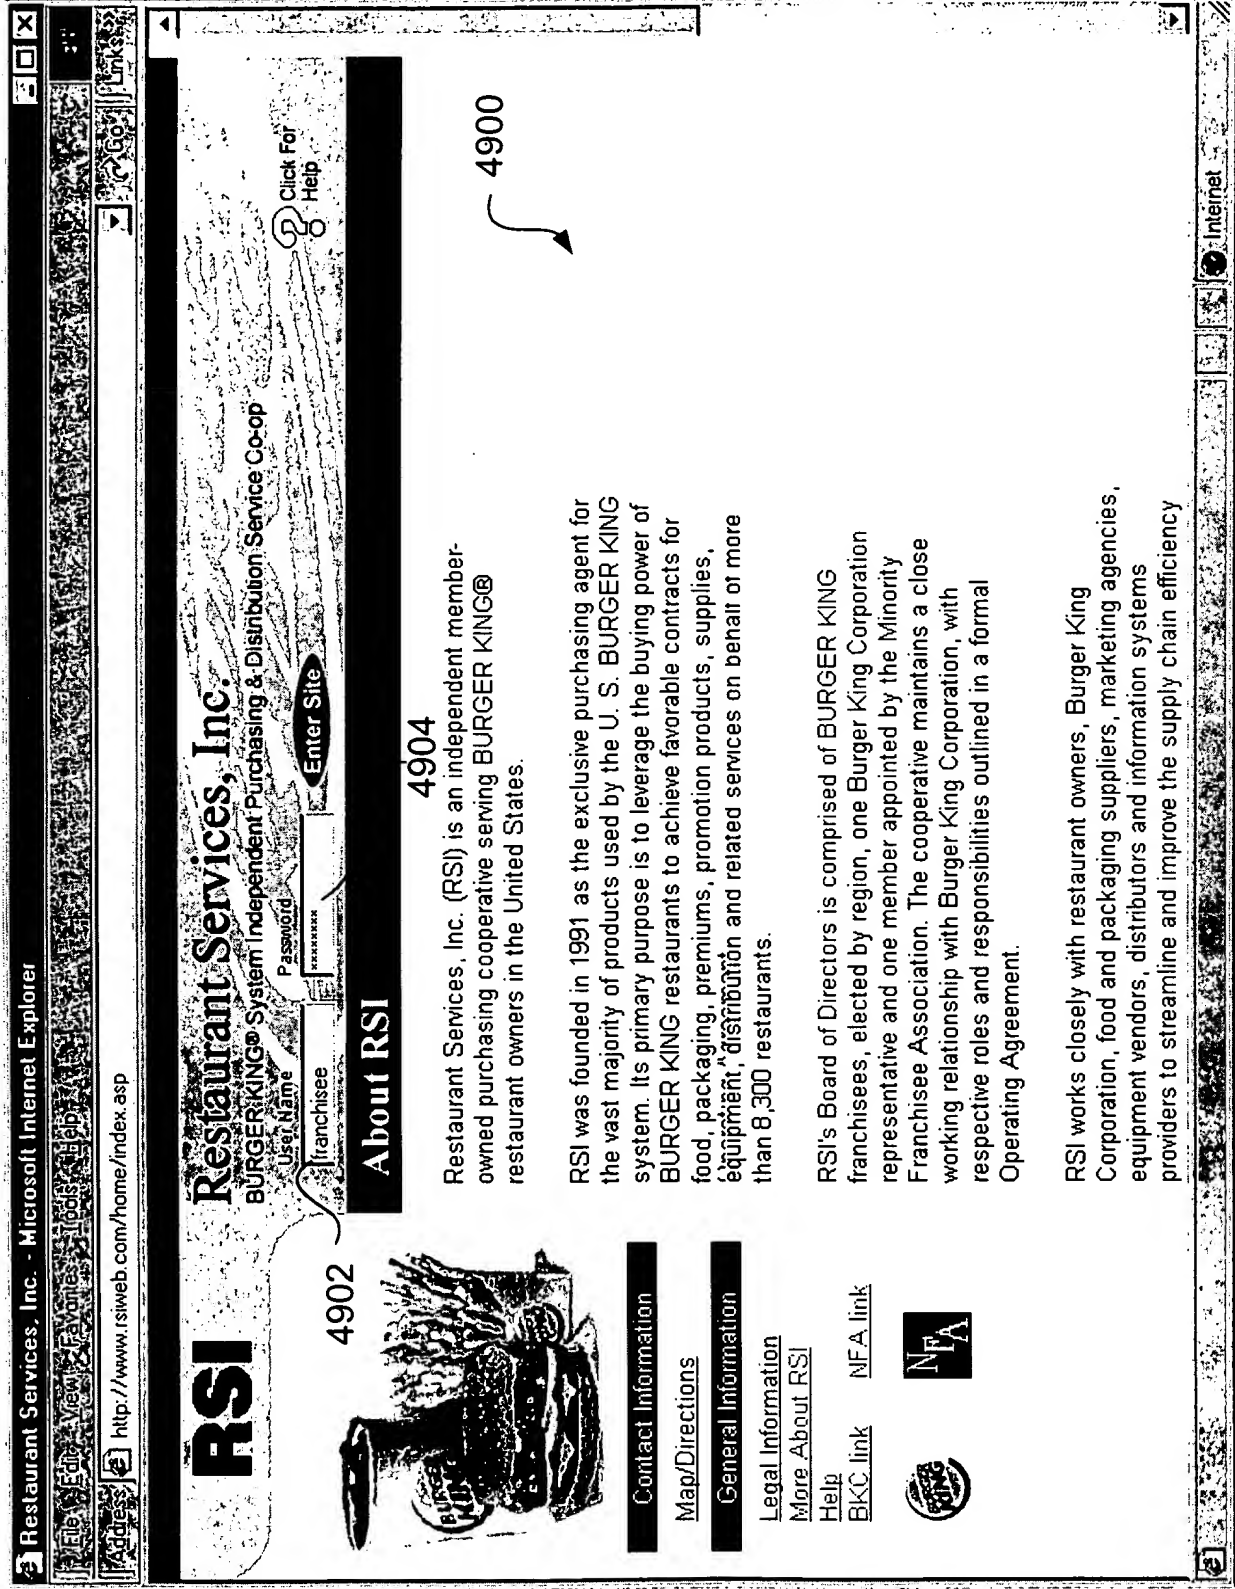 Restaurant Services, Inc. - Microsoft Internet Explorer
File Edit View Favorites Tools Help
Address http://www.rsiweb.com/home/index.asp Go Links »
RSI
Restaurant Services, Inc.
BURGER KING® System Independent Purchasing & Distribution Service Co-op
User Name Password
franchisee ******** Enter Site
? Click For
Help
4902
4904
4900
About RSI
BURGER
KING
Contact Information
Map/Directions
General Information
Legal Information
More About RSI
Help
BKC link NFA link
BURGER
KING
NFA
Restaurant Services, Inc. (RSI) is an independent member-
owned purchasing cooperative serving BURGER KING®
restaurant owners in the United States.
RSI was founded in 1991 as the exclusive purchasing agent for
the vast majority of products used by the U. S. BURGER KING
system. Its primary purpose is to leverage the buying power of
BURGER KING restaurants to achieve favorable contracts for
food, packaging, premiums, promotion products, supplies,
equipment, distribution and related services on behalf of more
than 8,300 restaurants.
RSI's Board of Directors is comprised of BURGER KING
franchisees, elected by region, one Burger King Corporation
representative and one member appointed by the Minority
Franchisee Association. The cooperative maintains a close
working relationship with Burger King Corporation, with
respective roles and responsibilities outlined in a formal
Operating Agreement.
RSI works closely with restaurant owners, Burger King
Corporation, food and packaging suppliers, marketing agencies,
equipment vendors, distributors and information systems
providers to streamline and improve the supply chain efficiency
Internet